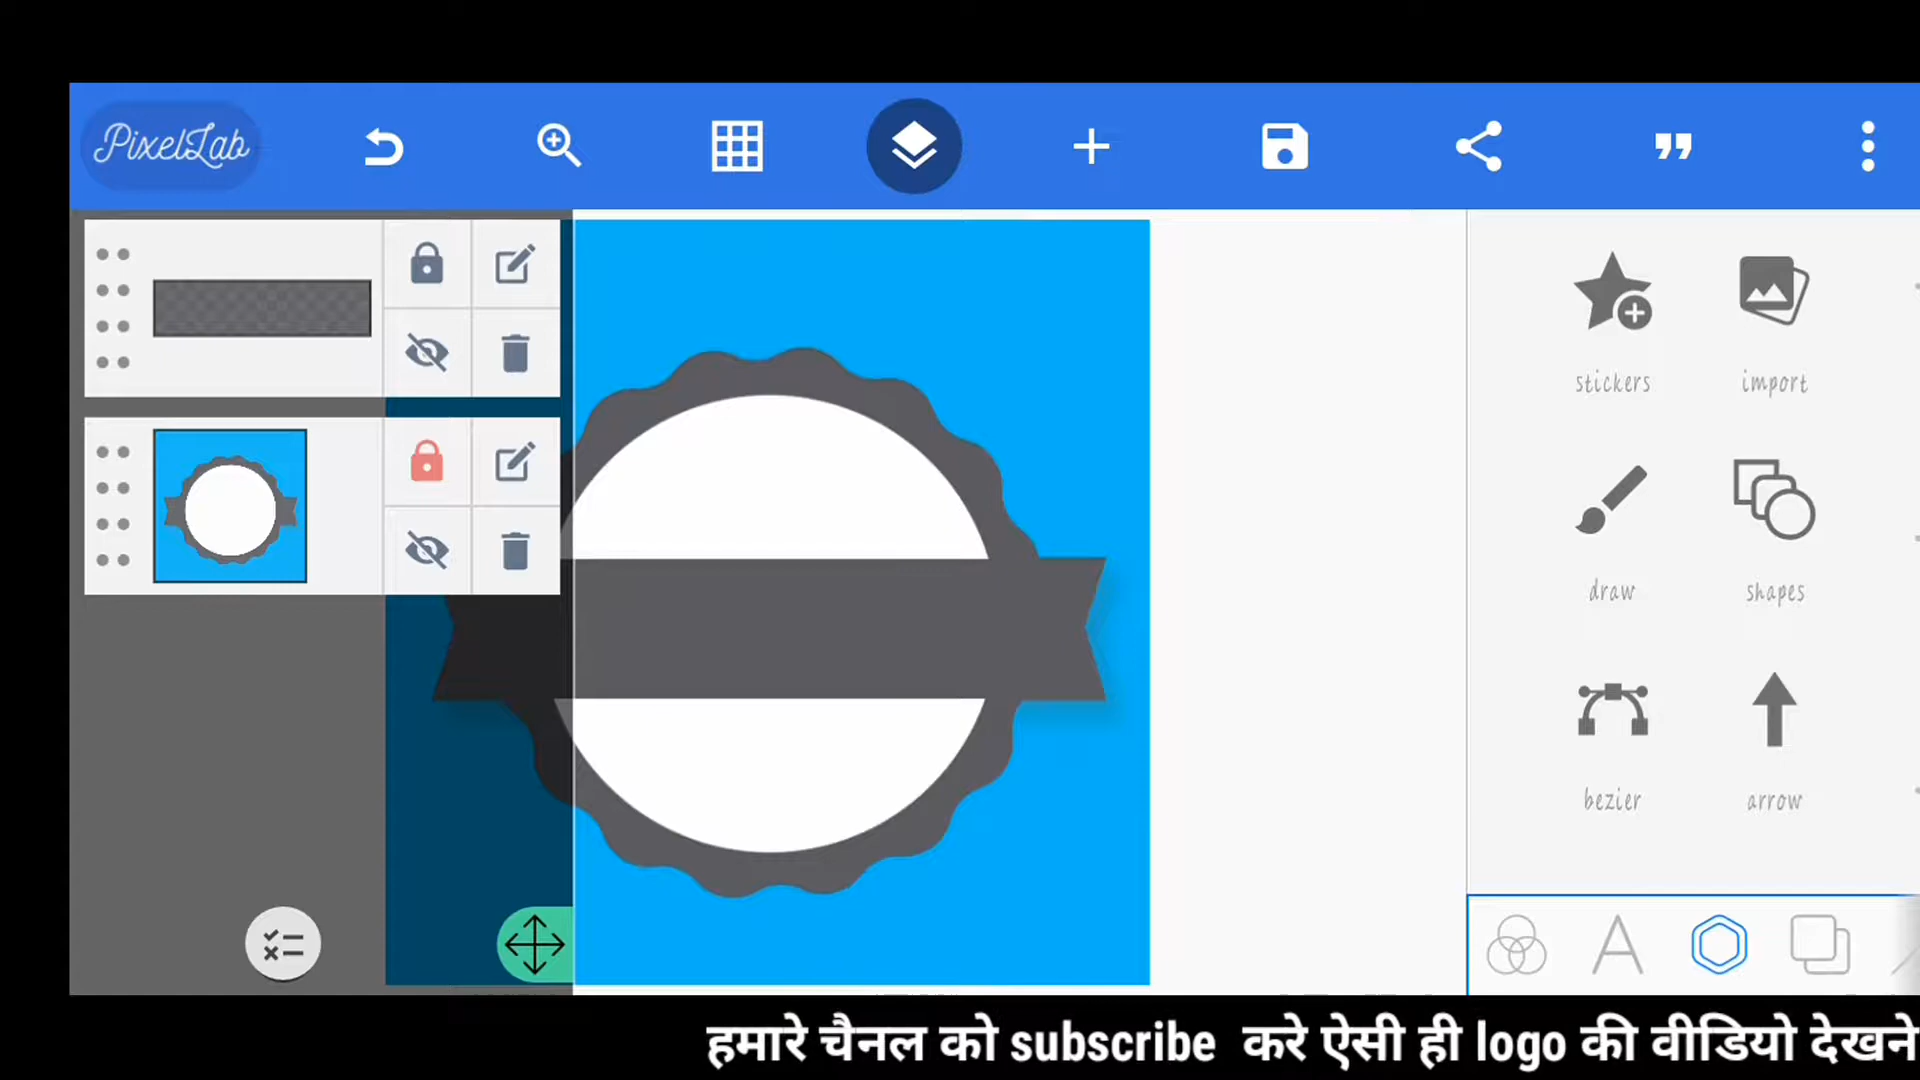 PixelLab
stickers import
draw shapes
bezier arrow
हमारे चैनल को subscribe करे ऐसी ही logo की वीडियो देखने